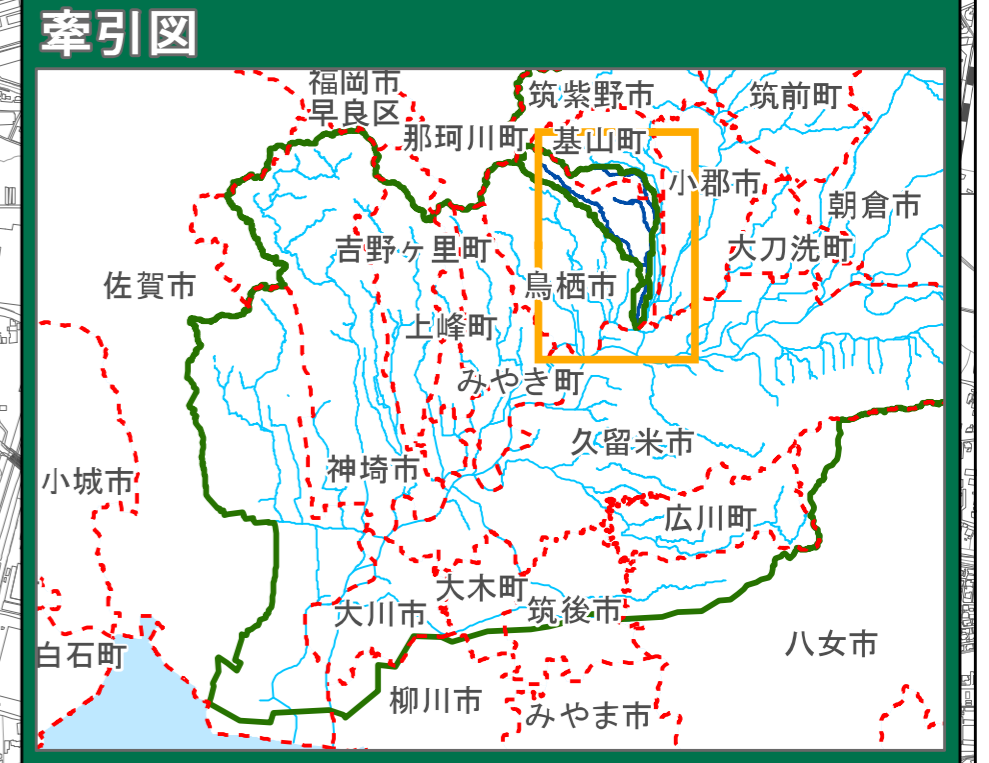 牽引図
福岡市
早良区
筑紫野市
筑前町
那珂川町
基山町
小郡市
朝倉市
吉野ヶ里町
大刀洗町
佐賀市
鳥栖市
上峰町
みやき町
久留米市
神埼市
小城市
広川町
大木町
大川市
筑後市
八女市
白石町
柳川市
みやま市